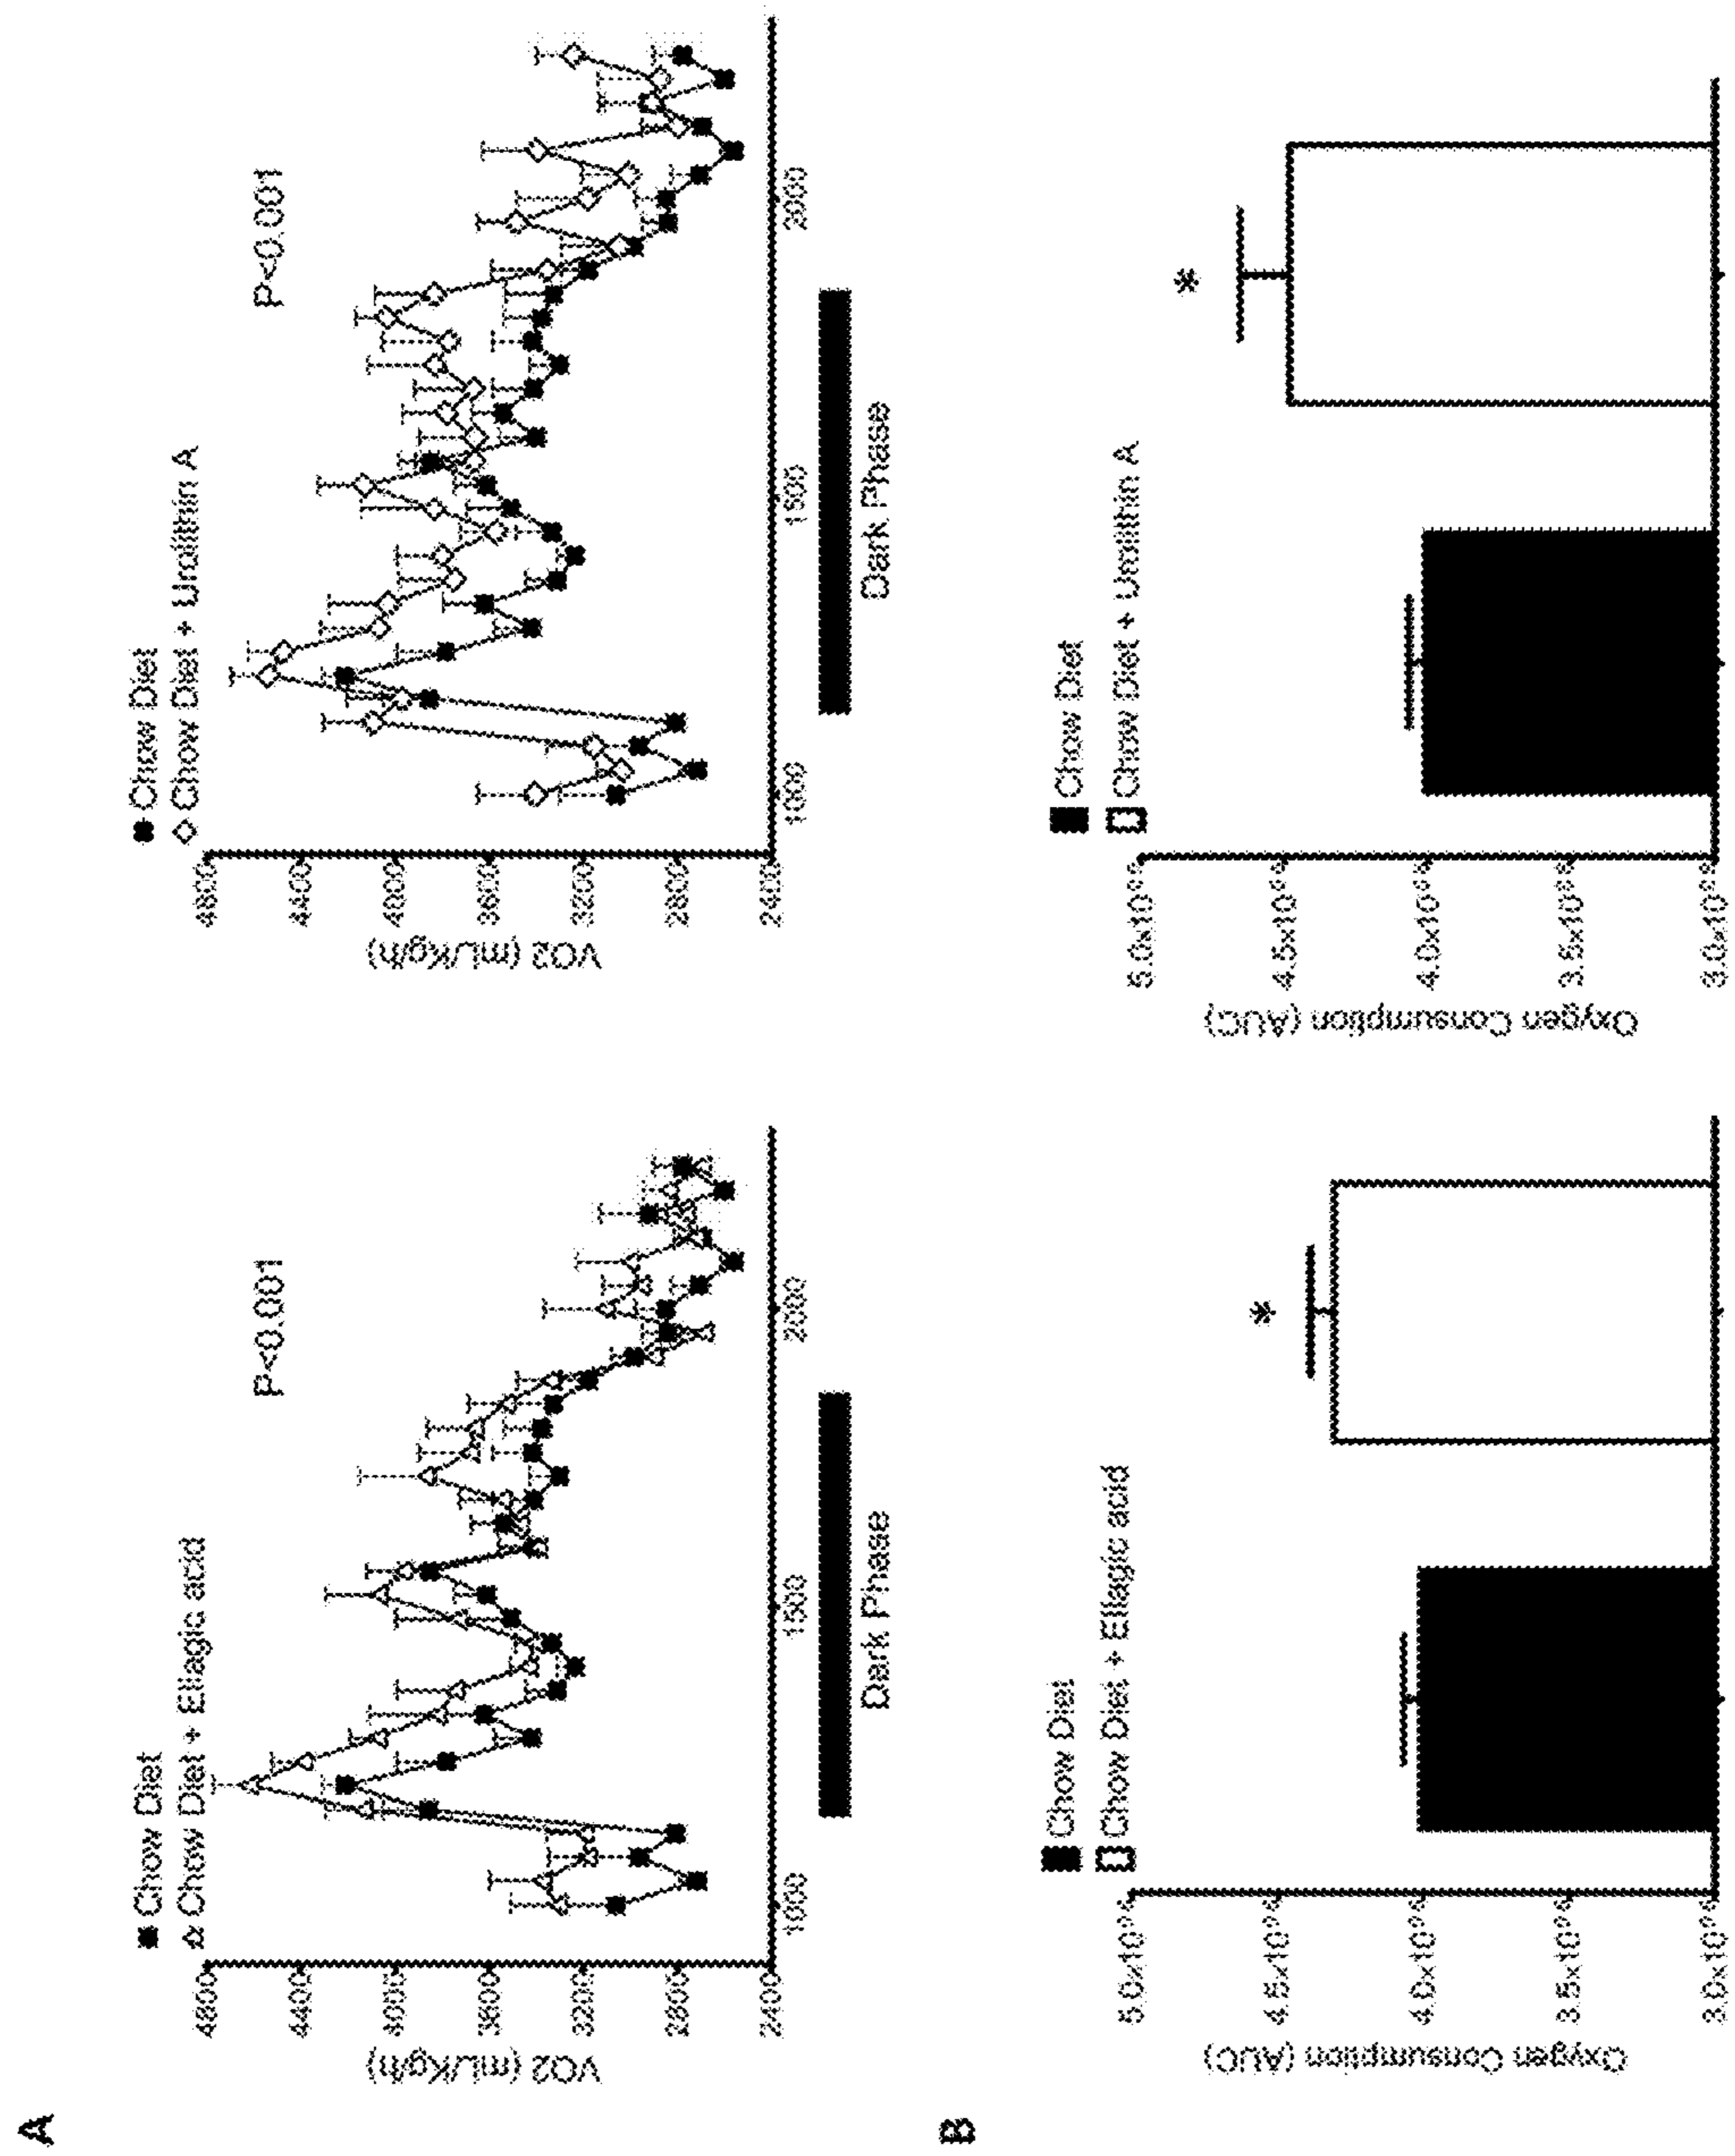 A
■ Chow Diet
△ Chow Diet + Ellagic acid
P<0.001
VO2 (mL/Kg/h)
4800
4400
4000
3600
3200
2800
2400
1000
1500
2000
Dark Phase
● Chow Diet
◇ Chow Diet + Urolithin A
P<0.001
VO2 (mL/Kg/h)
4800
4400
4000
3600
3200
2800
2400
1000
1500
2000
Dark Phase
B
Chow Diet
Chow Diet + Ellagic acid
Oxygen Consumption (AUC)
*
Chow Diet
Chow Diet + Urolithin A
Oxygen Consumption (AUC)
*